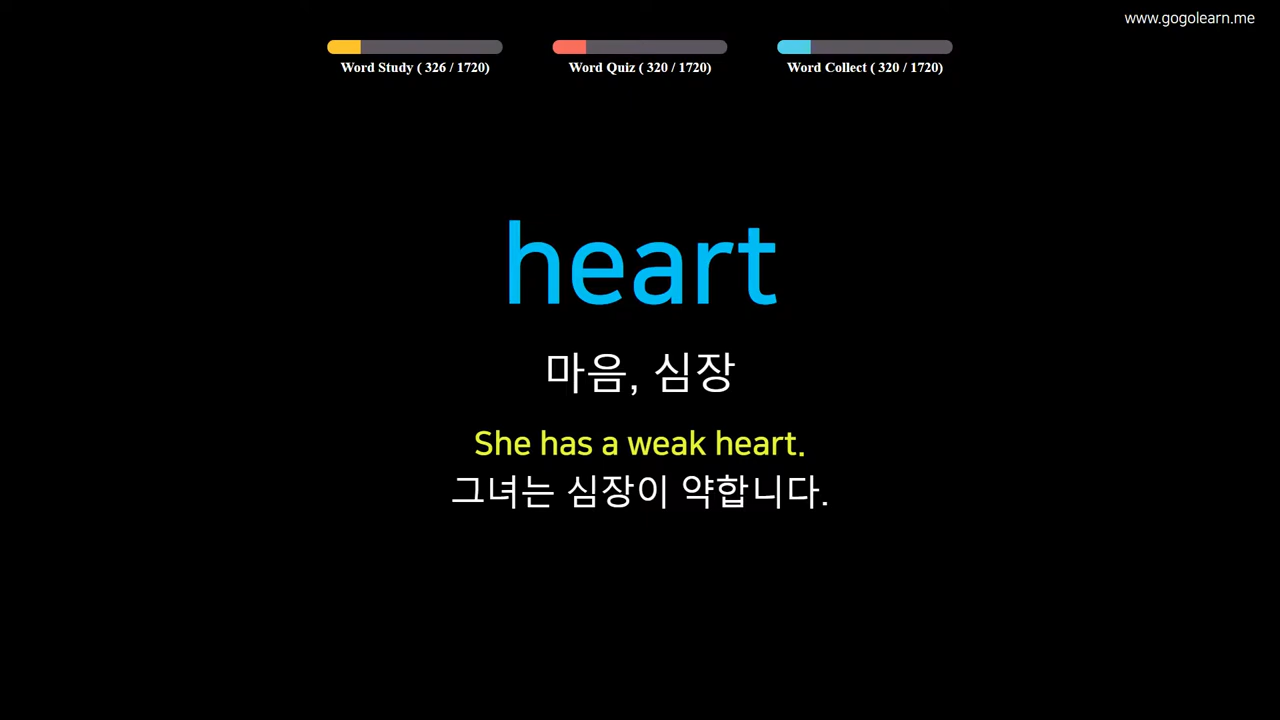 www.gogolearn.me
Word Study ( 326 / 1720)
Word Quiz ( 320 / 1720)
Word Collect ( 320 / 1720)
heart
마음, 심장
She has a weak heart.
그녀는 심장이 약합니다.